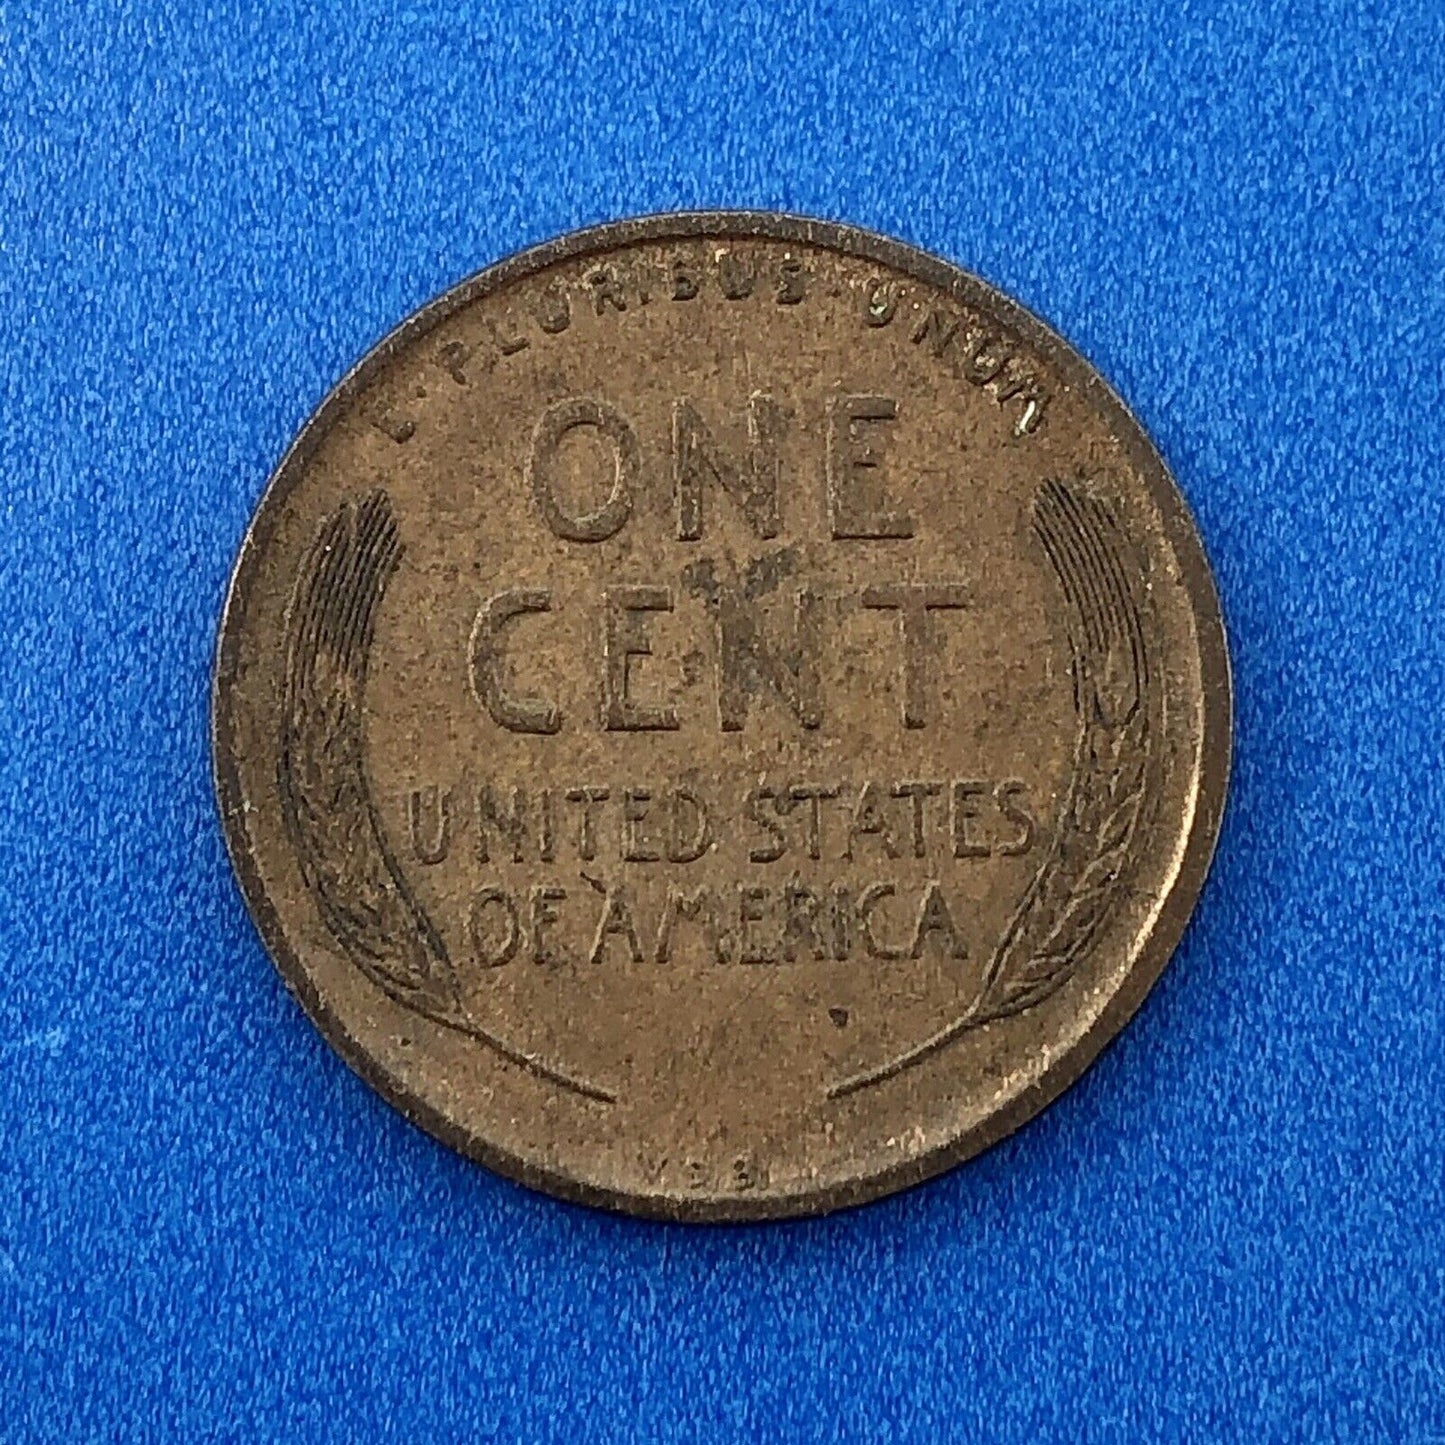 E·PLURIBUS·UNUM
ONE
CENT
UNITED STATES
OF AMERICA
V.D.B.